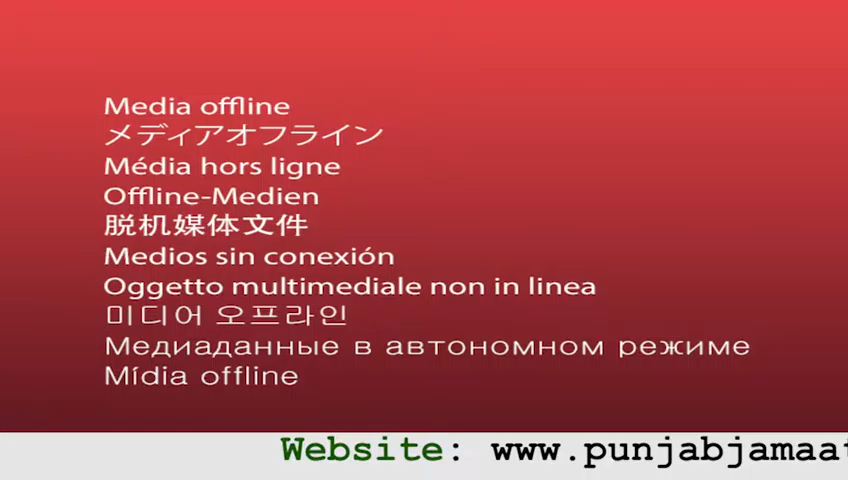 Media offline
メディアオフライン
Média hors ligne
Offline-Medien
脱机媒体文件
Medios sin conexión
Oggetto multimediale non in linea
미디어 오프라인
Медиаданные в автономном режиме
Mídia offline
Website: www.punjabjamaat